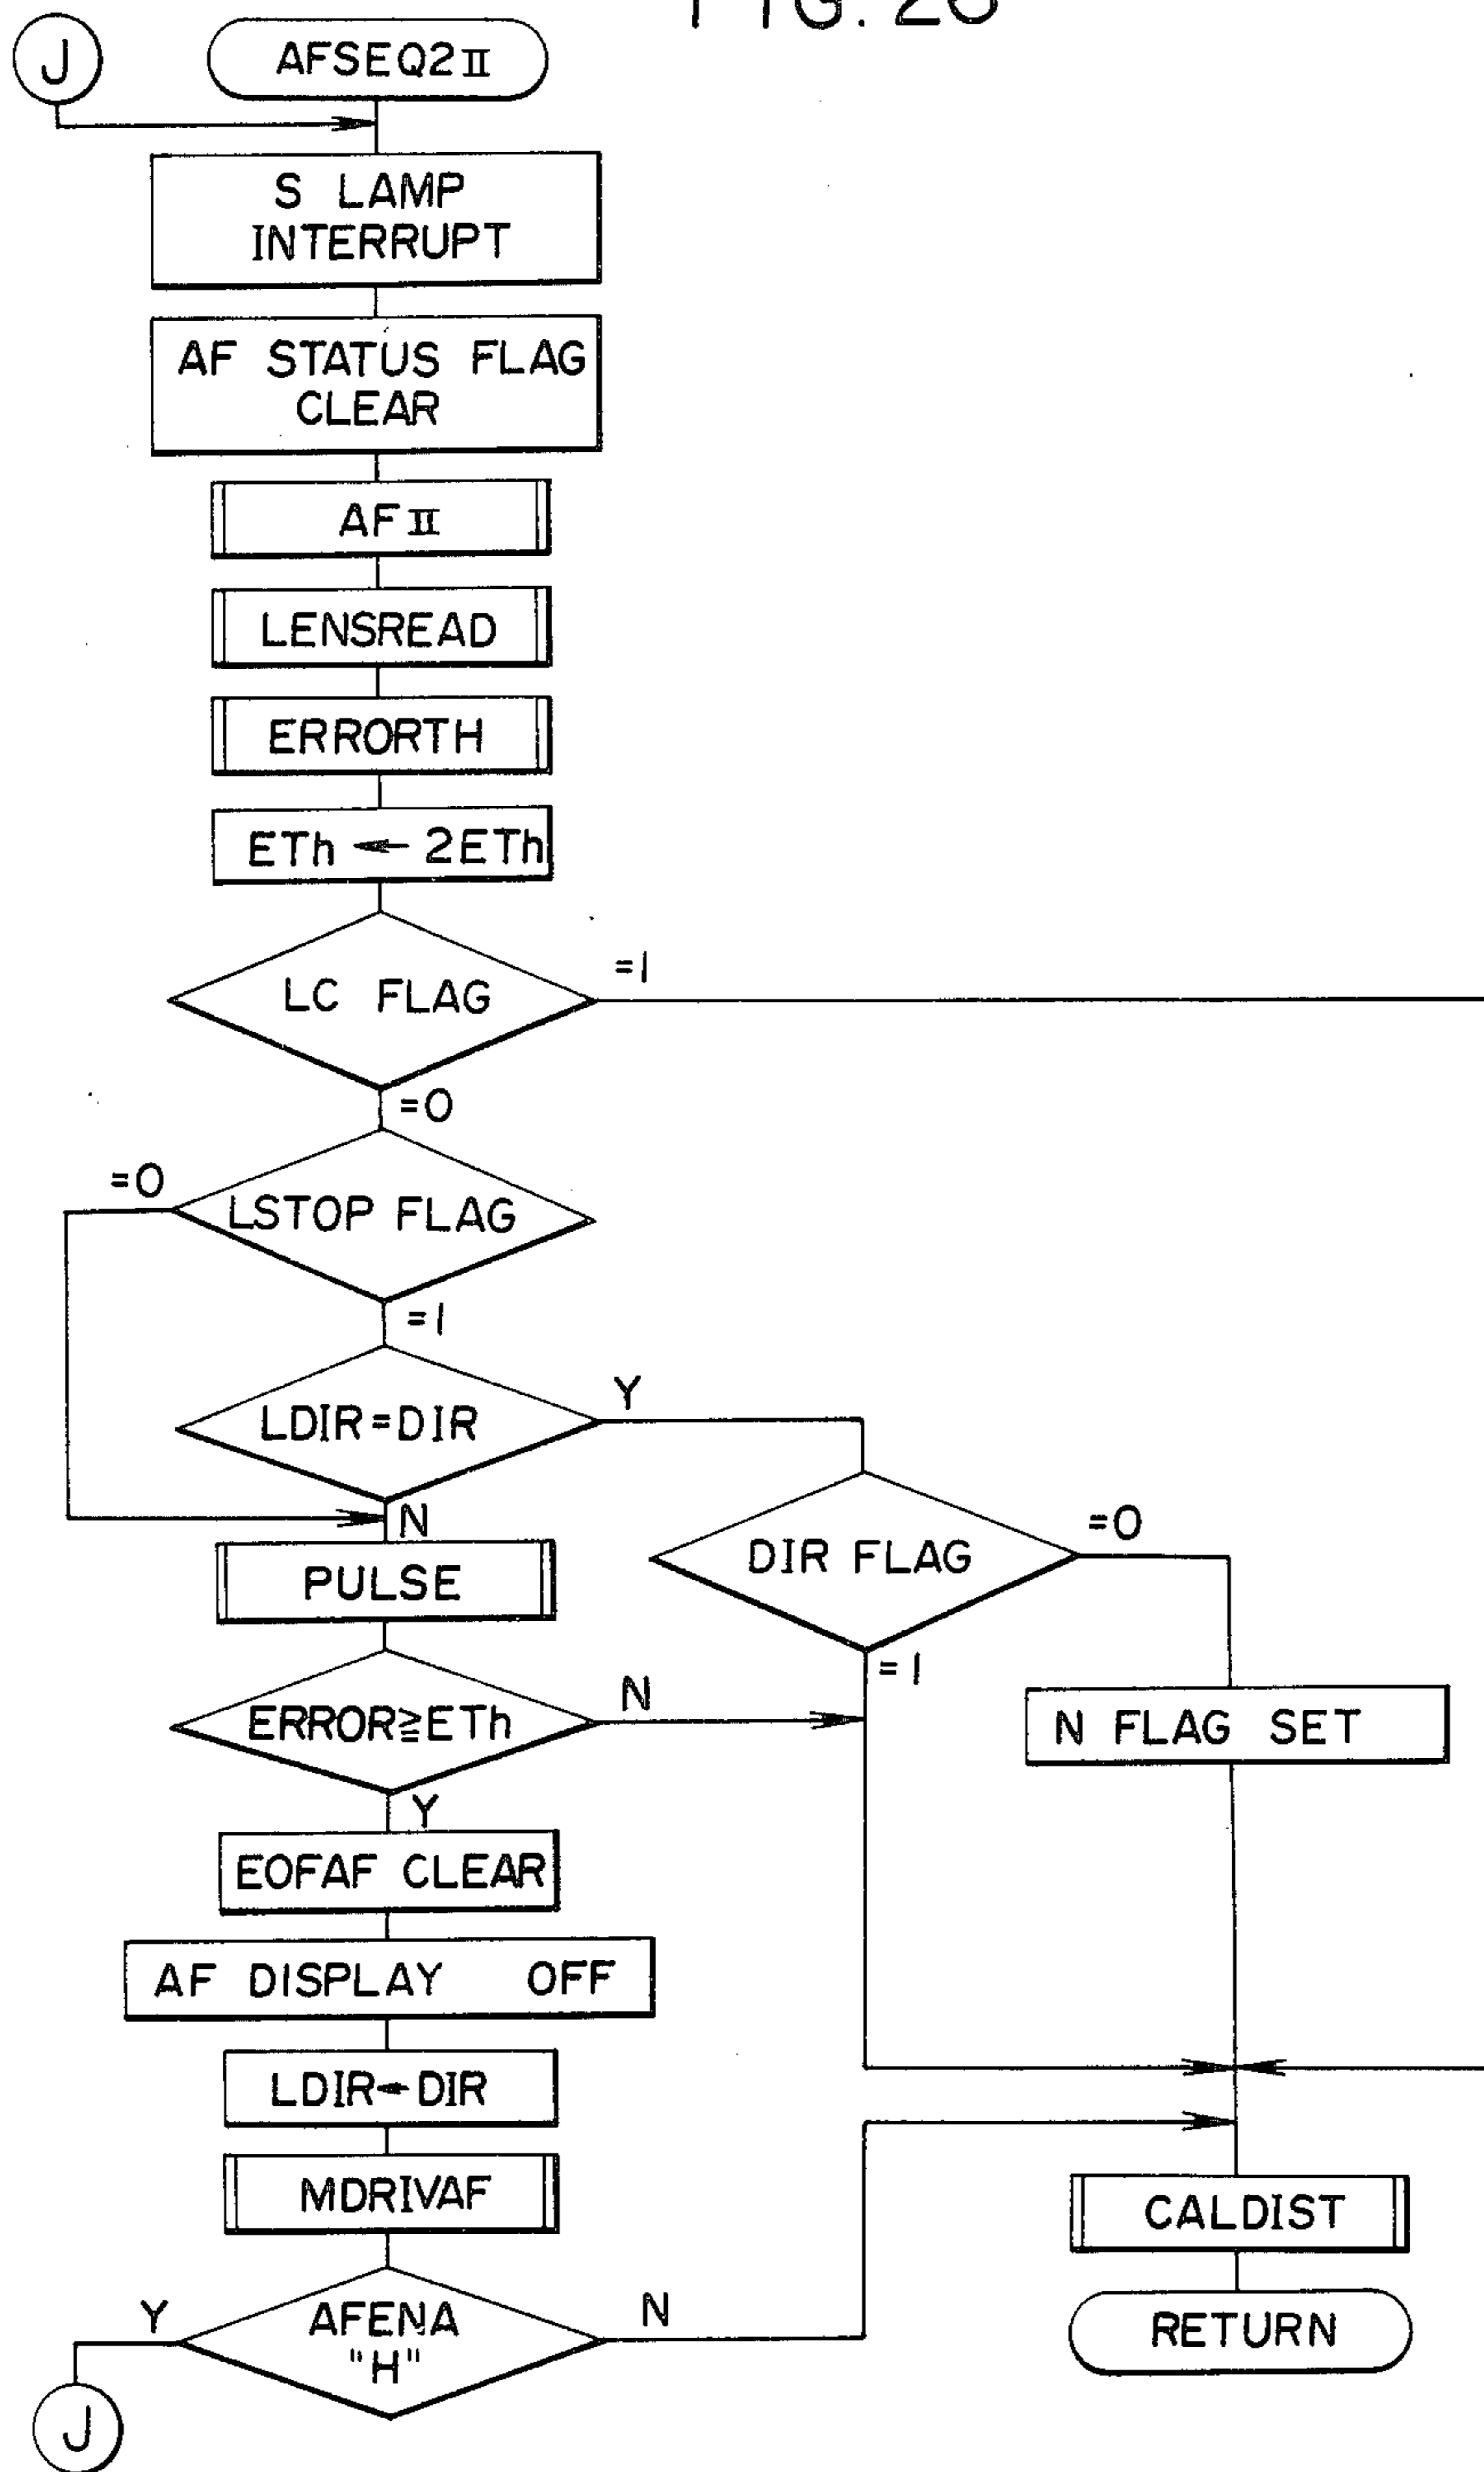 J
AFSEQ2II
S LAMP
INTERRUPT
AF STATUS FLAG
CLEAR
AFII
LENSREAD
ERRORTH
ETh ← 2ETh
LC FLAG
=1
=0
LSTOP FLAG
=0
=1
LDIR=DIR
Y
N
DIR FLAG
=0
=1
PULSE
ERROR≧ETh
N
Y
N FLAG SET
EOFAF CLEAR
AF DISPLAY OFF
LDIR←DIR
MDRIVAF
CALDIST
AFENA
"H"
Y
N
RETURN
J